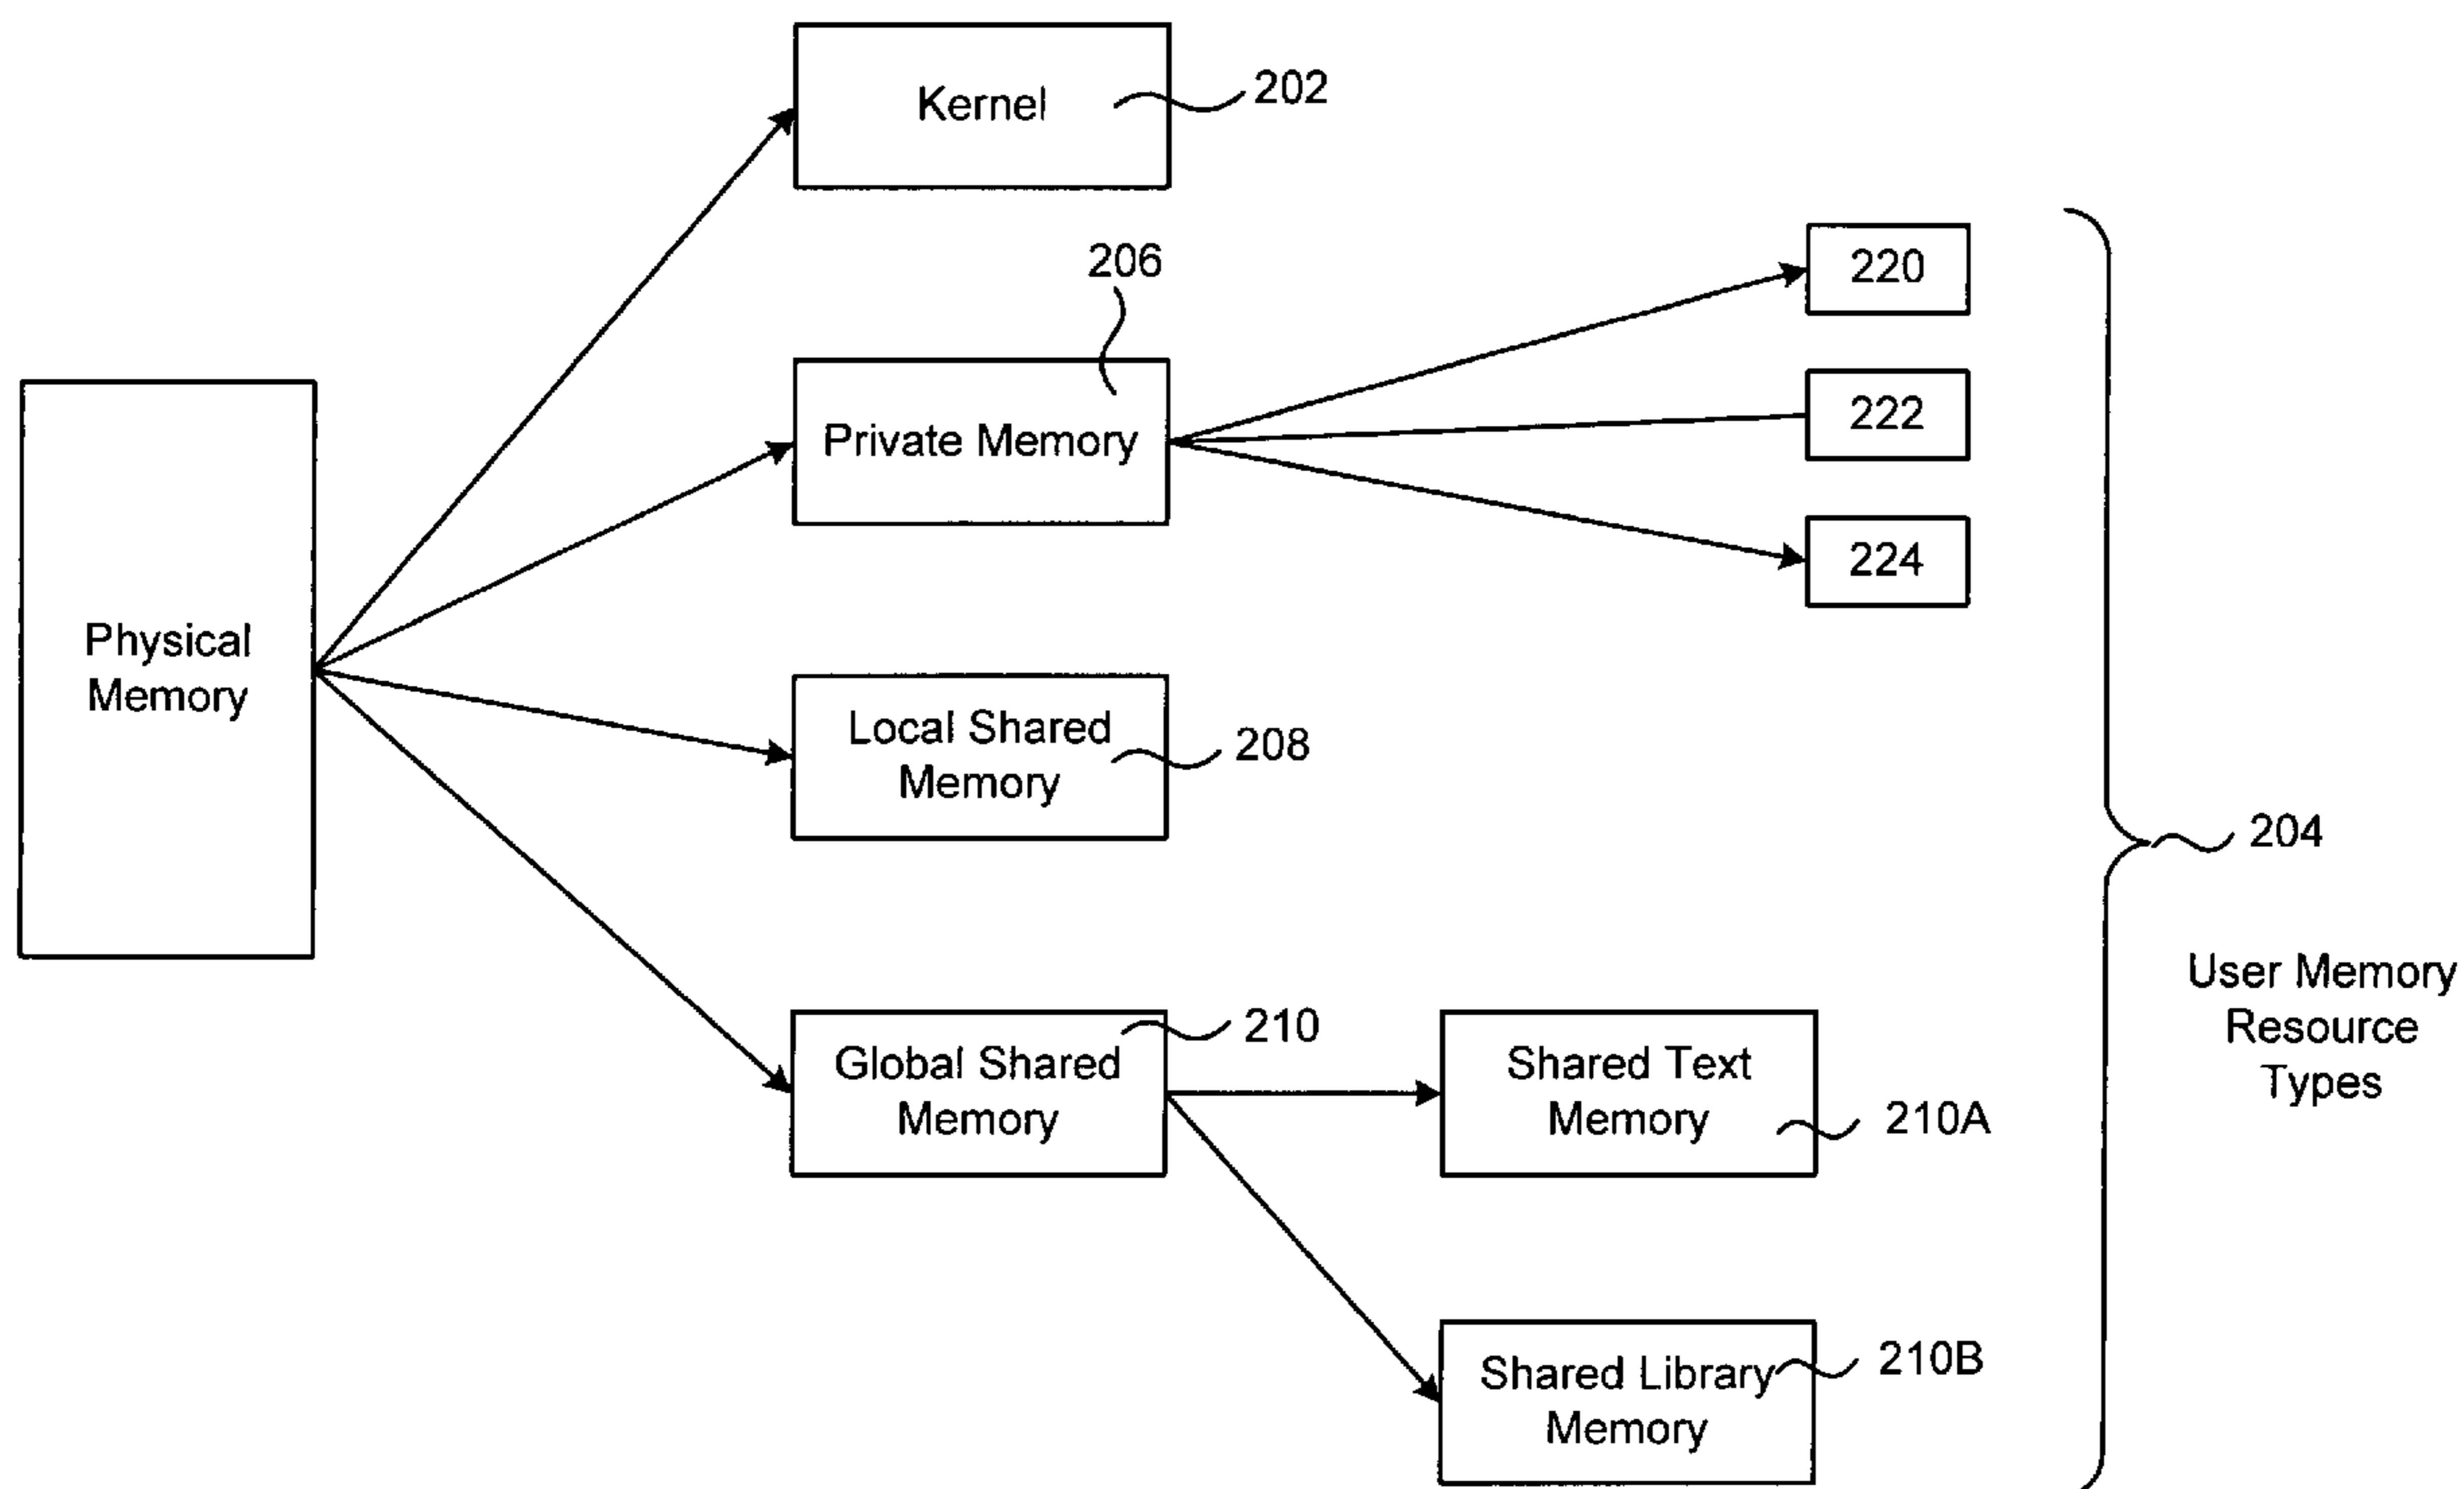 Kernel
202
206
220
222
224
Private Memory
Physical
Memory
Local Shared
Memory
208
204
User Memory
Resource
Types
Global Shared
Memory
210
Shared Text
Memory
210A
Shared Library
Memory
210B